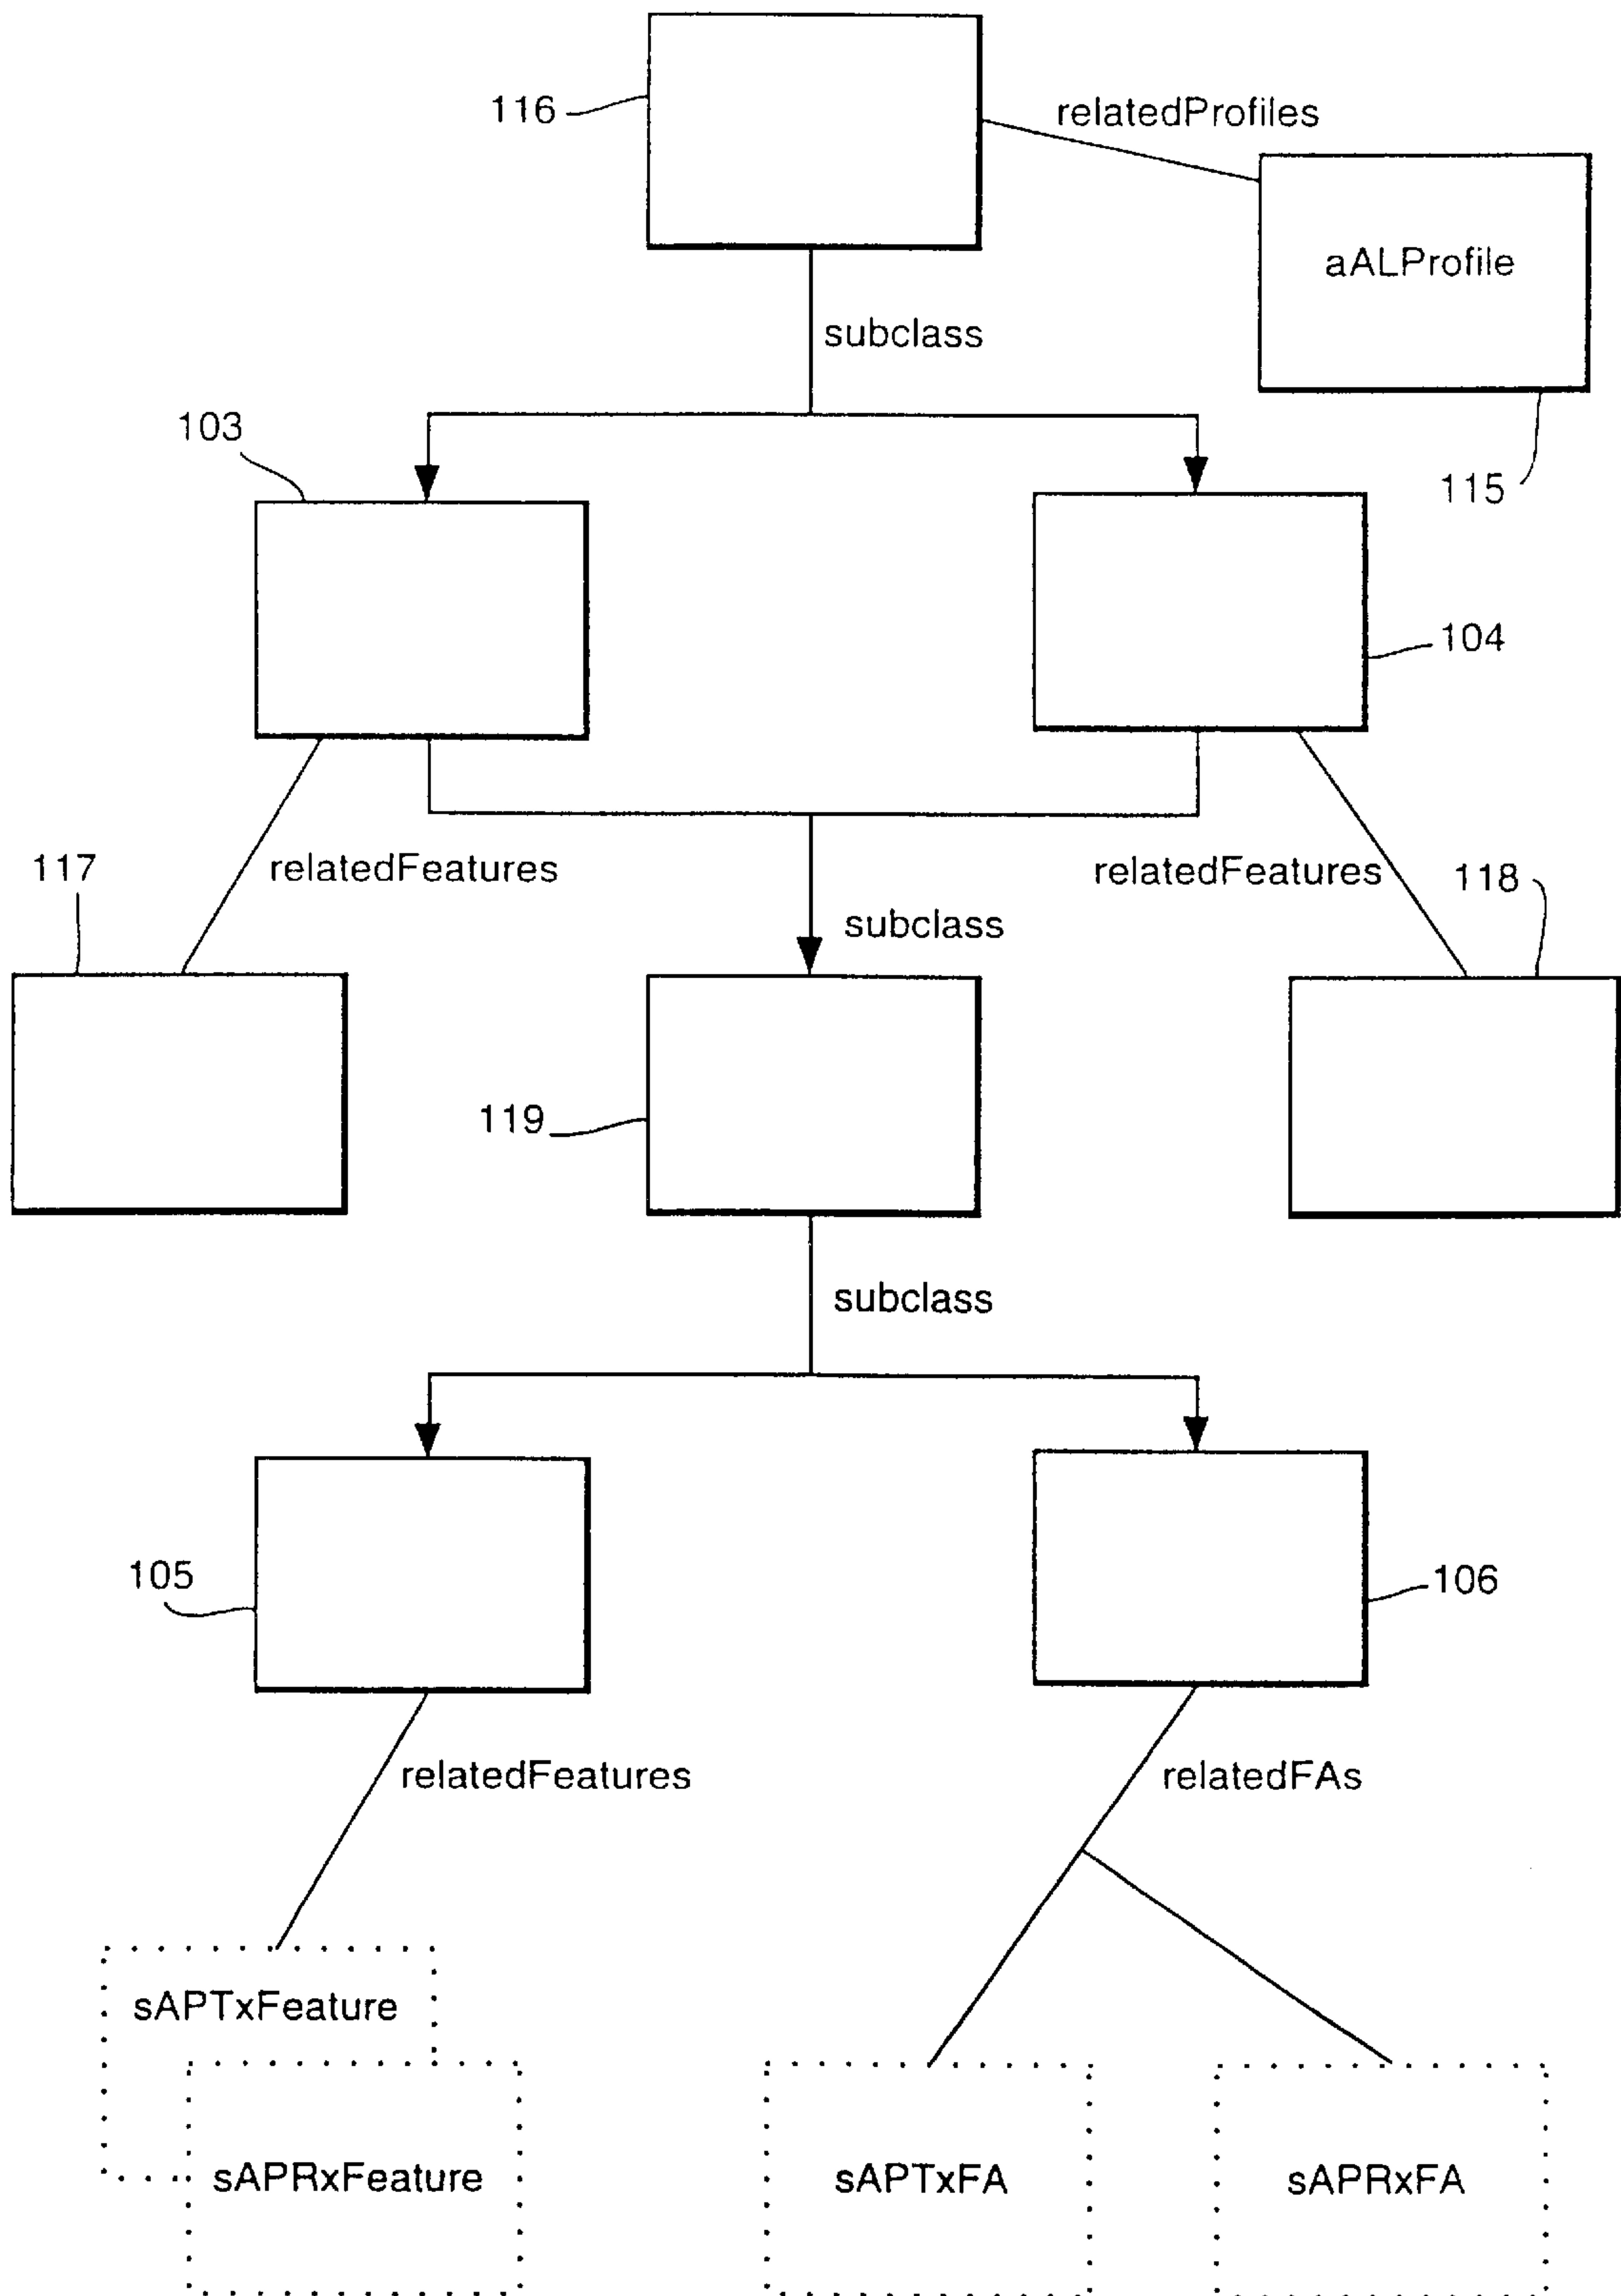 116
relatedProfiles
aALProfile
subclass
103
115
104
117
relatedFeatures
relatedFeatures
118
subclass
119
subclass
105
106
relatedFeatures
relatedFAs
sAPTxFeature
sAPRxFeature
sAPTxFA
sAPRxFA